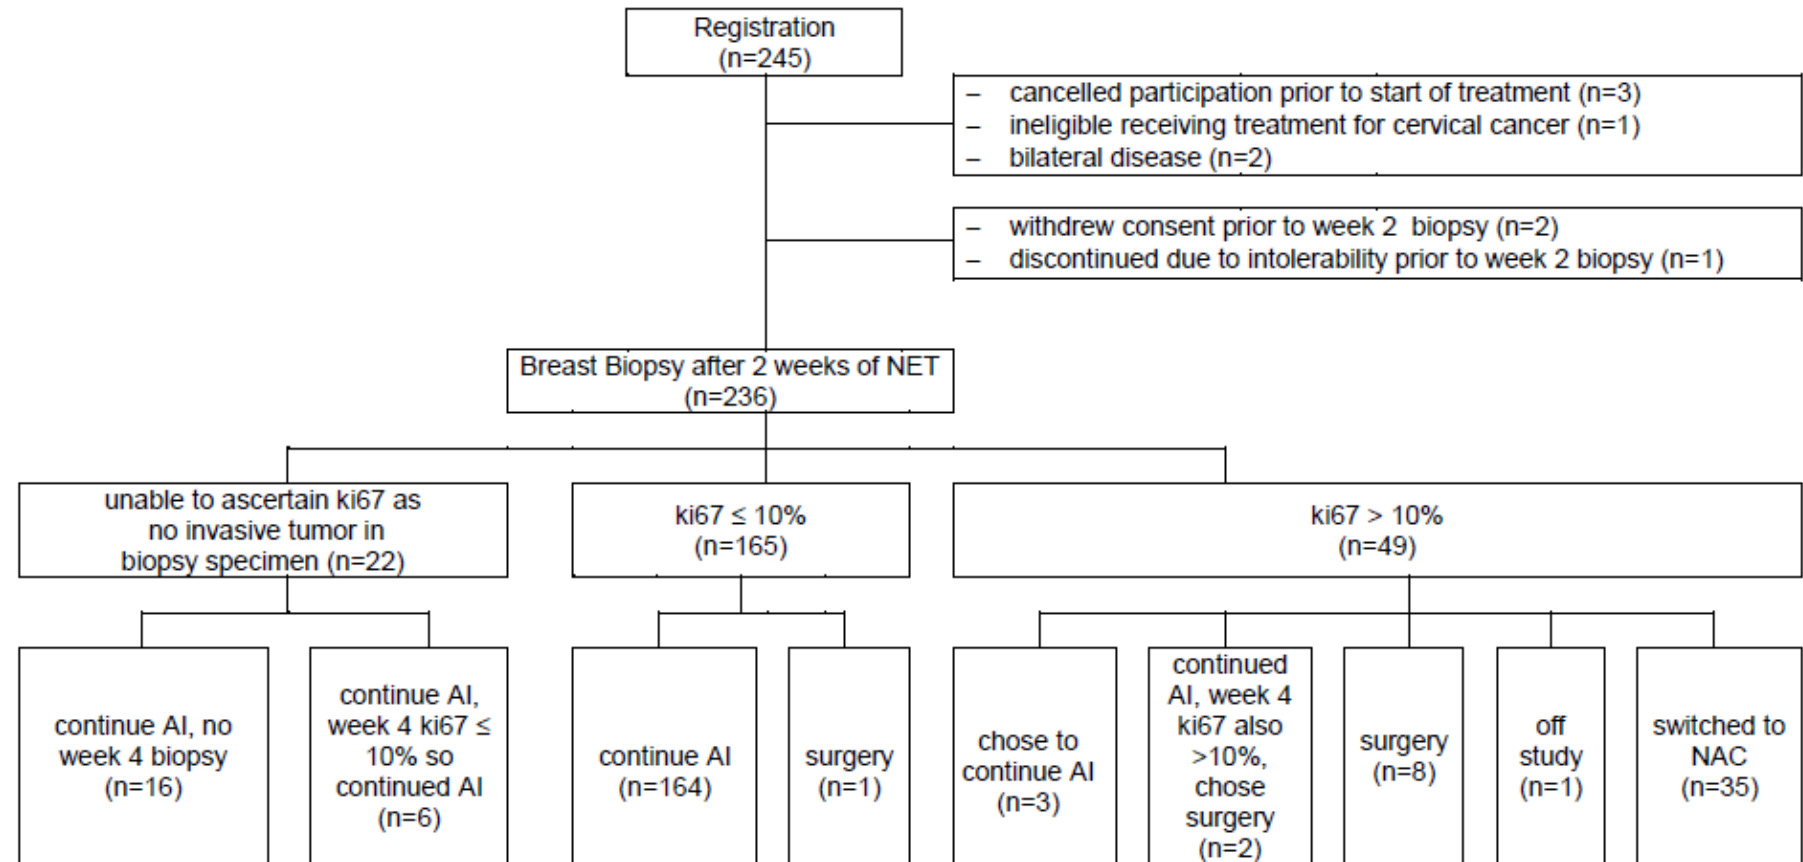 Registration
(n=245)
– cancelled participation prior to start of treatment (n=3)
– ineligible receiving treatment for cervical cancer (n=1)
– bilateral disease (n=2)
– withdrew consent prior to week 2 biopsy (n=2)
– discontinued due to intolerability prior to week 2 biopsy (n=1)
Breast Biopsy after 2 weeks of NET
(n=236)
unable to ascertain ki67 as
no invasive tumor in
biopsy specimen (n=22)
ki67 ≤ 10%
(n=165)
ki67 > 10%
(n=49)
continue AI, no
week 4 biopsy
(n=16)
continue AI,
week 4 ki67 ≤
10% so
continued AI
(n=6)
continue AI
(n=164)
surgery
(n=1)
chose to
continue AI
(n=3)
continued
AI, week 4
ki67 also
>10%,
chose
surgery
(n=2)
surgery
(n=8)
off
study
(n=1)
switched to
NAC
(n=35)